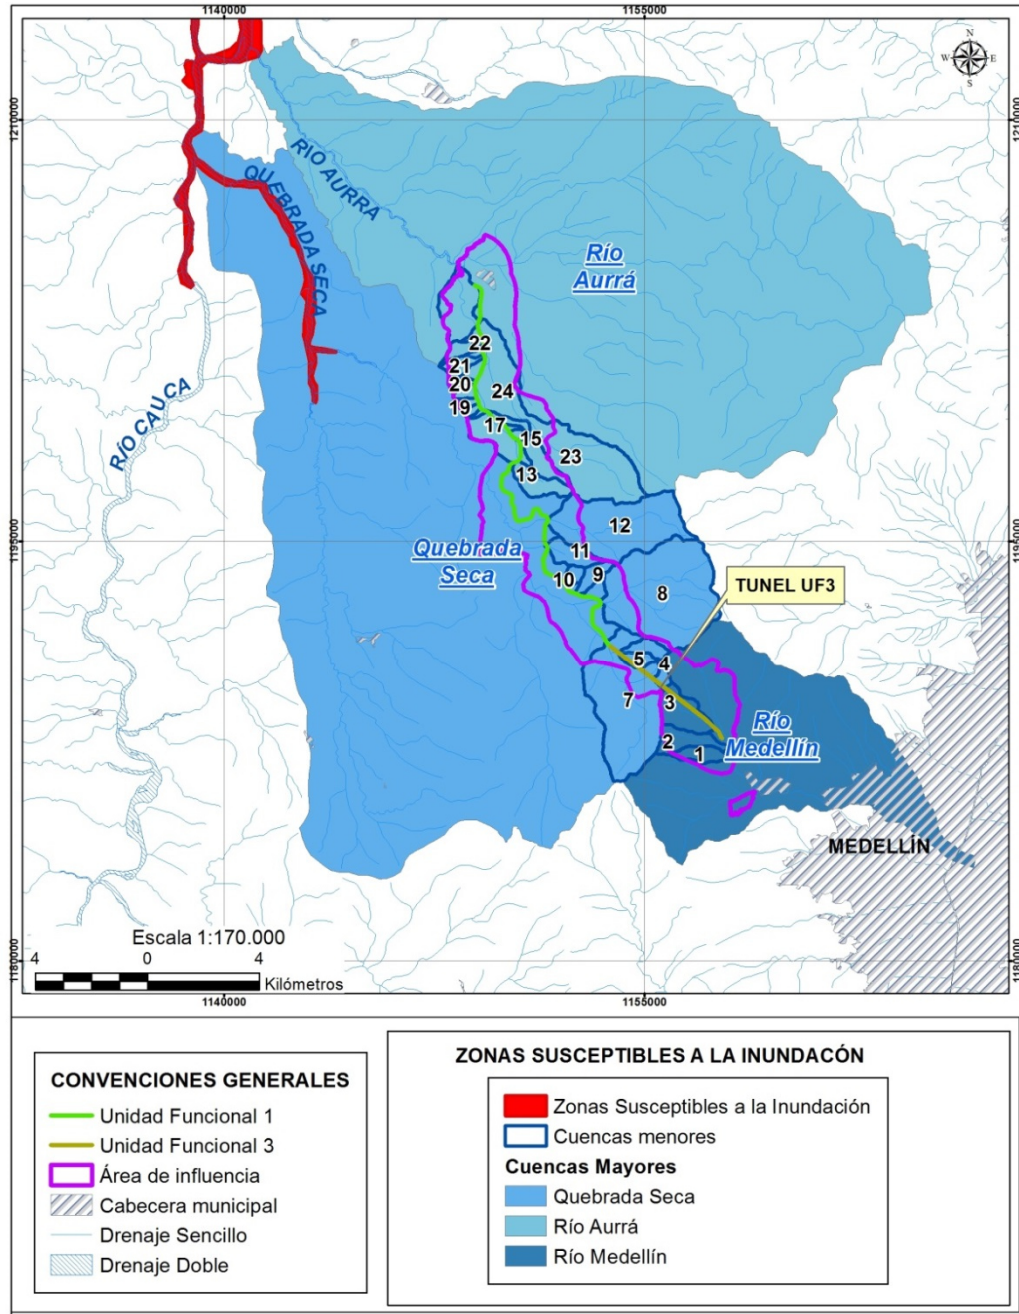 1140000
1155000
N
W
E
S
1210000
1210000
RIO AURRA
QUEBRADA SECA
Río
Aurrá
22
21
20
24
19
17
15
23
13
RÍO CAUCA
12
1195000
1195000
Quebrada
Seca
11
10
9
8
TUNEL UF3
5
4
7
3
Río
Medellín
2
1
MEDELLÍN
Escala 1:170.000
4
0
4
Kilómetros
1180000
1180000
1140000
1155000
CONVENCIONES GENERALES
Unidad Funcional 1
Unidad Funcional 3
Área de influencia
Cabecera municipal
Drenaje Sencillo
Drenaje Doble
ZONAS SUSCEPTIBLES A LA INUNDACÓN
Zonas Susceptibles a la Inundación
Cuencas menores
Cuencas Mayores
Quebrada Seca
Río Aurrá
Río Medellín